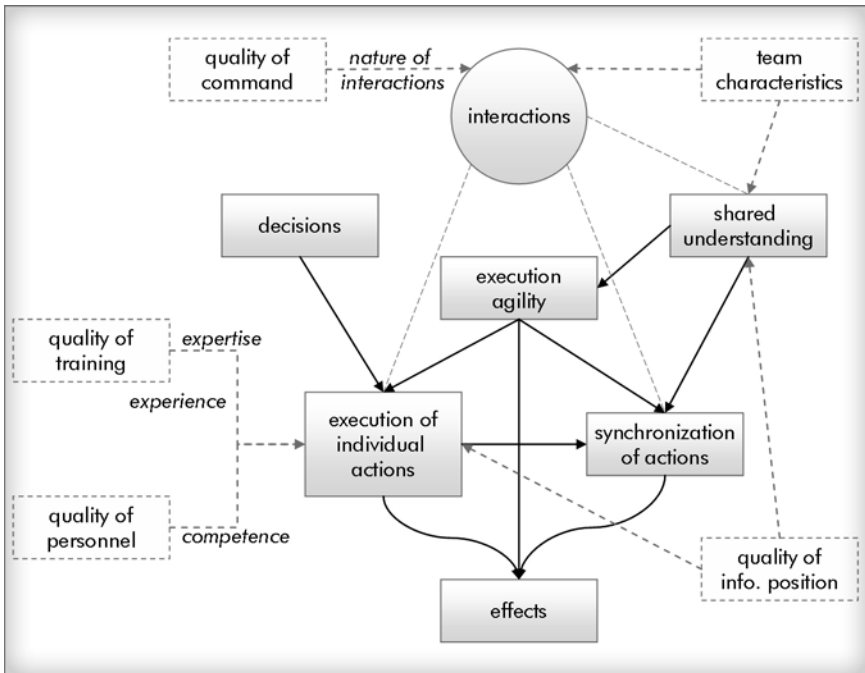 quality of
command
nature of
interactions
team
characteristics
interactions
decisions
shared
understanding
execution
agility
quality of
training
expertise
experience
execution of
individual
actions
synchronization
of actions
quality of
personnel
competence
quality of
info. position
effects